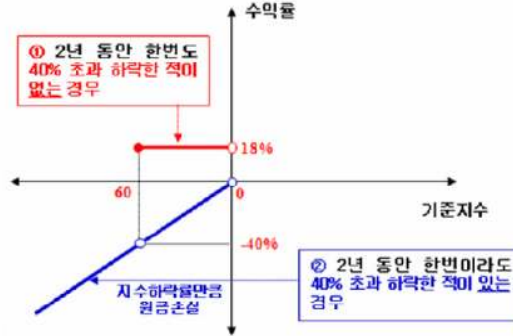 수익률
① 2년 동안 한번도
40% 초과 하락한 적이
없는 경우
18%
60
0
기준지수
-40%
지수하락률만큼
원금손실
② 2년 동안 한번이라도
40% 초과 하락한 적이 있는
경우